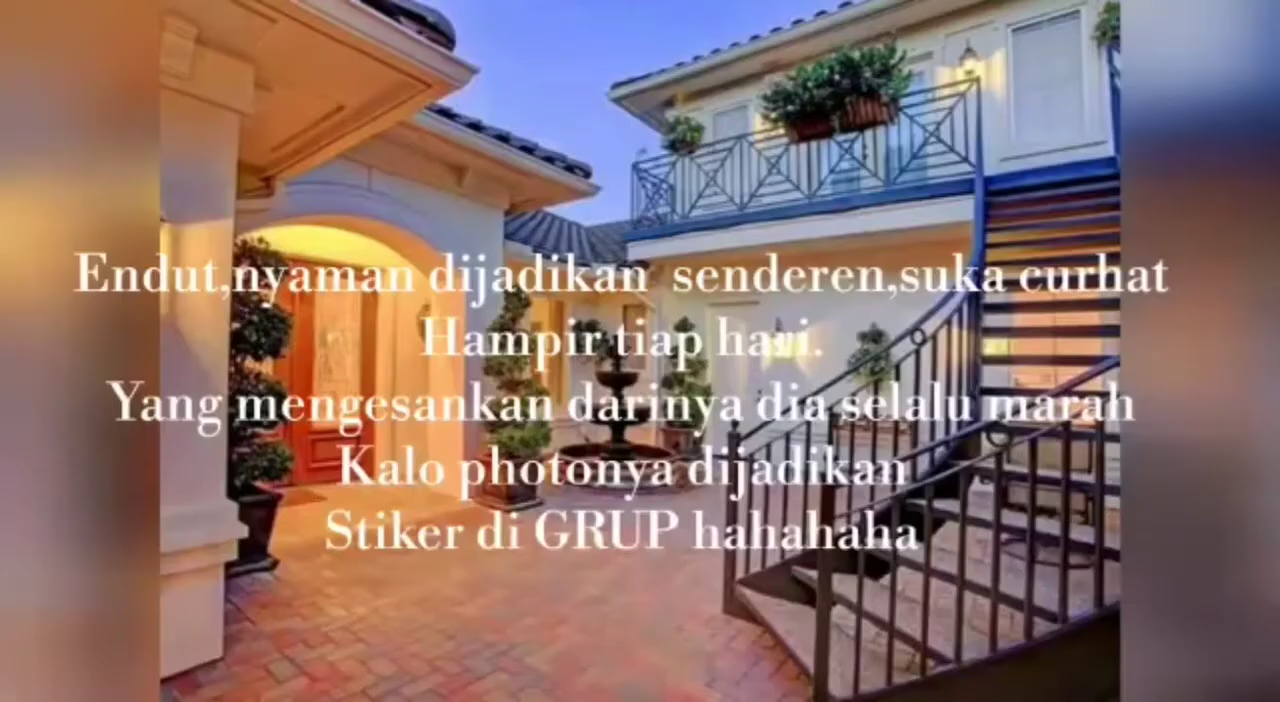 Endut,nyaman dijadikan senderen,suka curhat
Hampir tiap hari.
Yang mengesankan darinya dia selalu marah
Kalo photonya dijadikan
Stiker di GRUP hahahaha